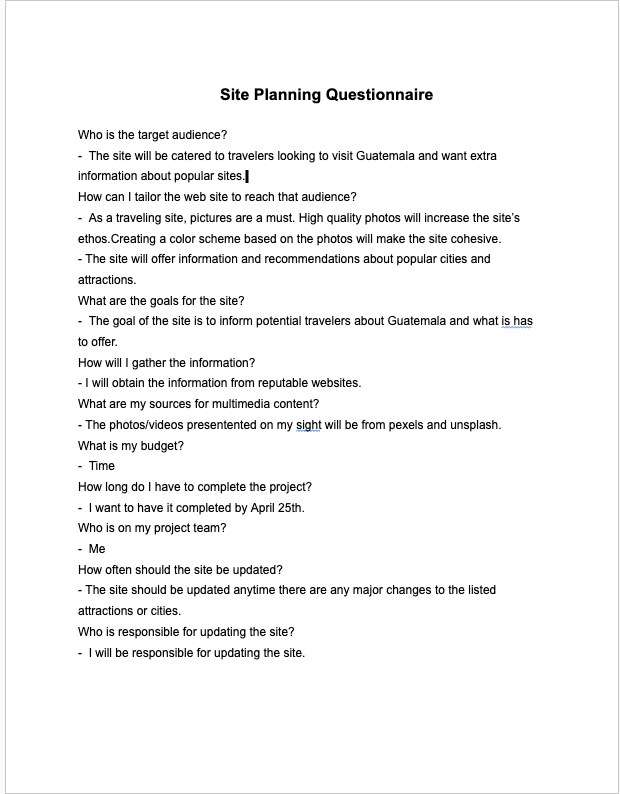 Site Planning Questionnaire
Who is the target audience?
-  The site will be catered to travelers looking to visit Guatemala and want extra
information about popular sites.
How can I tailor the web site to reach that audience?
-  As a traveling site, pictures are a must. High quality photos will increase the site’s
ethos.Creating a color scheme based on the photos will make the site cohesive.
- The site will offer information and recommendations about popular cities and
attractions.
What are the goals for the site?
-  The goal of the site is to inform potential travelers about Guatemala and what is has
to offer.
How will I gather the information?
- I will obtain the information from reputable websites.
What are my sources for multimedia content?
- The photos/videos presentented on my sight will be from pexels and unsplash.
What is my budget?
-  Time
How long do I have to complete the project?
-  I want to have it completed by April 25th.
Who is on my project team?
-  Me
How often should the site be updated?
- The site should be updated anytime there are any major changes to the listed
attractions or cities.
Who is responsible for updating the site?
-  I will be responsible for updating the site.